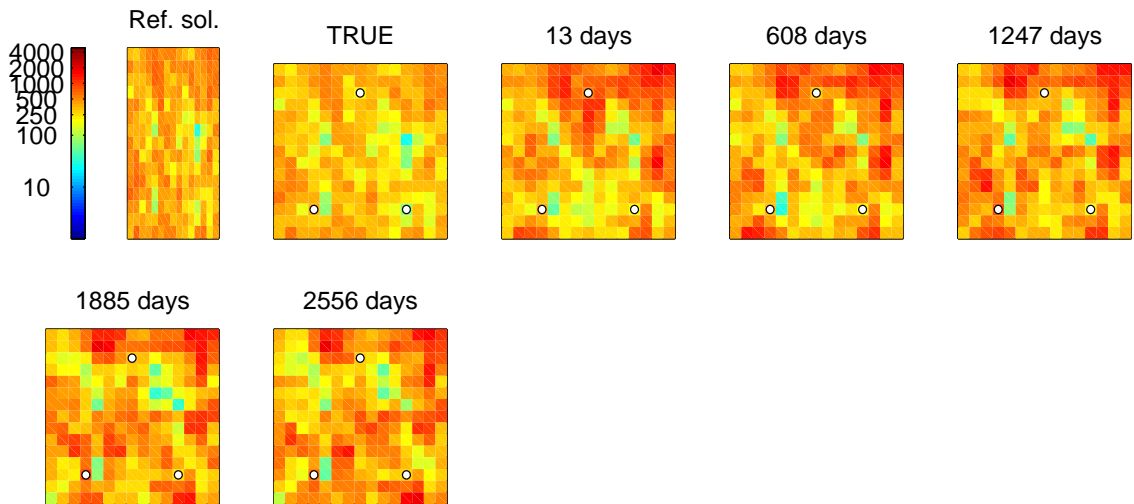 Ref. sol.
TRUE
13 days
608 days
1247 days
4000
2000
1000
500
250
100
10
1885 days
2556 days